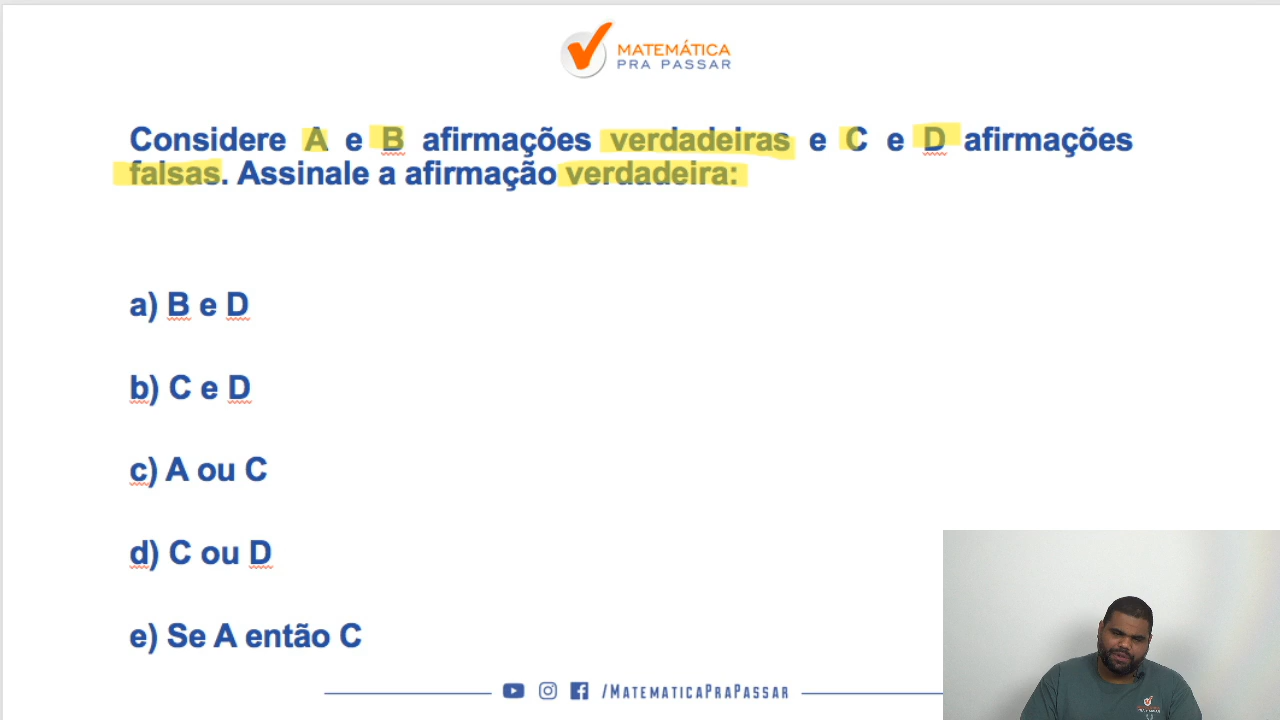 MATEMÁTICA
PRA PASSAR
Considere A e B afirmações verdadeiras e C e D afirmações
falsas. Assinale a afirmação verdadeira:
a) B e D
b) C e D
c) A ou C
d) C ou D
e) Se A então C
/MATEMATICAPRAPASSAR